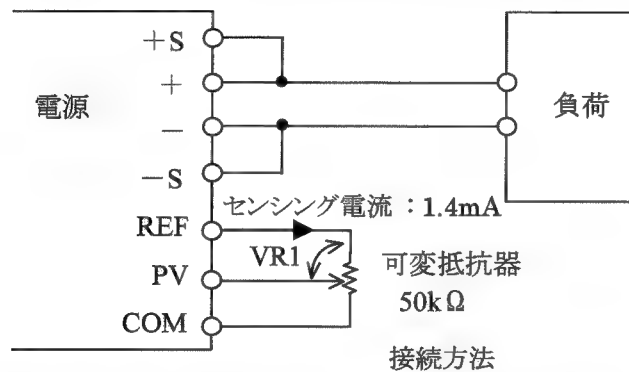 +S
+
電源
負荷
−
−S
センシング電流 : 1.4mA
REF
VR1
可変抵抗器
PV
50kΩ
COM
接続方法